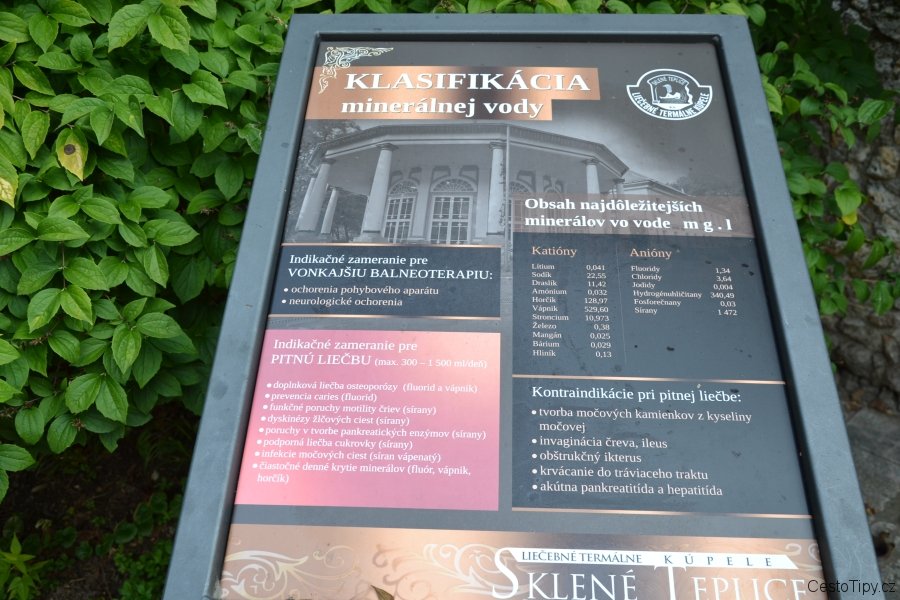 KLASIFIKÁCIA
minerálnej vody
SKLENÉ TEPLICE
LIEČEBNÉ TERMÁLNE KÚPELE
Obsah najdôležitejších
minerálov vo vode m g . l
Indikačné zameranie pre
VONKAJŠIU BALNEOTERAPIU:
• ochorenia pohybového aparátu
• neurologické ochorenia
Indikačné zameranie pre
PITNÚ LIEČBU (max. 300 – 1 500 ml/deň)
• doplnková liečba osteoporózy (fluorid a vápnik)
• prevencia caries (fluorid)
• funkčné poruchy motility čriev (sírany)
• dyskinézy žlčových ciest (sírany)
• poruchy v tvorbe pankreatických enzýmov (sírany)
• podporná liečba cukrovky (sírany)
• infekcie močových ciest (síran vápenatý)
• čiastočné denné krytie minerálov (fluór, vápnik,
horčík)
Katióny
Lítium 0,041
Sodík 22,55
Draslík 11,42
Amónium 0,032
Horčík 128,97
Vápnik 529,60
Stroncium 10,973
Železo 0,38
Mangán 0,025
Bárium 0,029
Hliník 0,13
Anióny
Fluoridy 1,34
Chloridy 3,64
Jodidy 0,004
Hydrogénuhličitany 340,49
Fosforečnany 0,03
Sírany 1 472
Kontraindikácie pri pitnej liečbe:
• tvorba močových kamienkov z kyseliny
močovej
• invaginácia čreva, ileus
• obštrukčný ikterus
• krvácanie do tráviaceho traktu
• akútna pankreatitída a hepatitída
LIEČEBNÉ TERMÁLNE KÚPELE
SKLENÉ TEPLICE
CestoTipy.cz